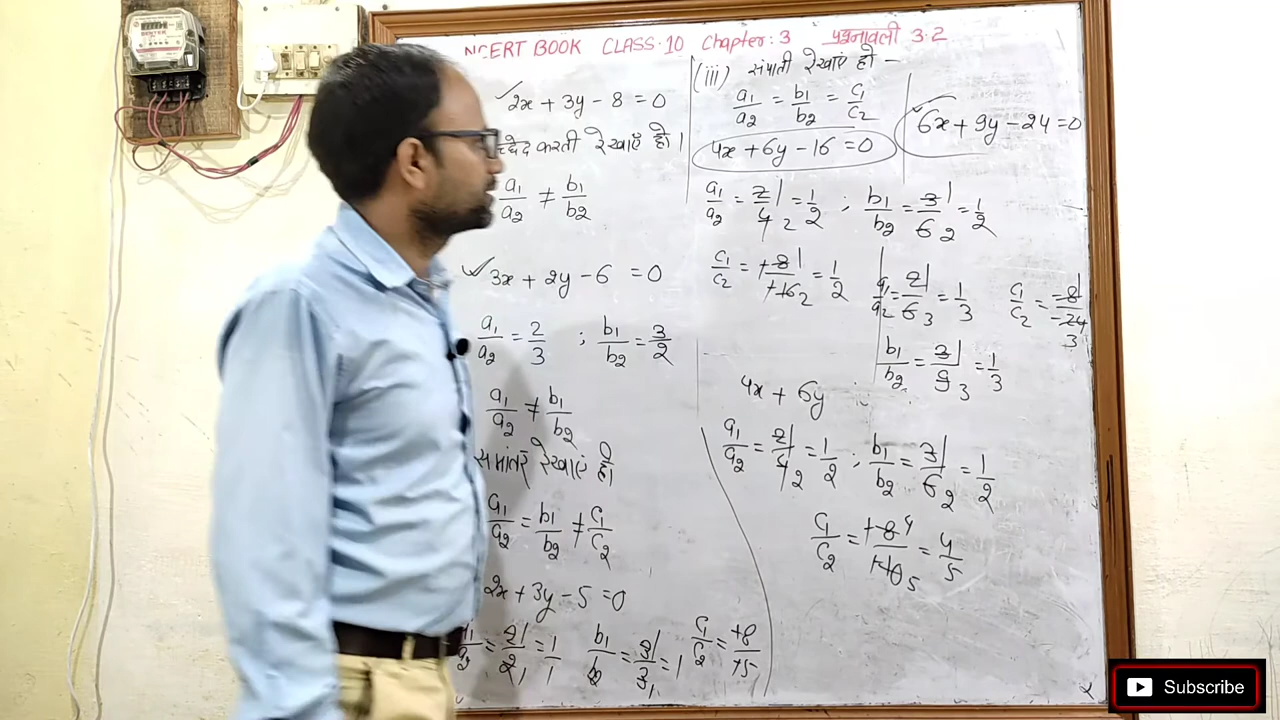 NCERT BOOK CLASS·10 Chapter: 3 प्रश्नावली 3.2
2x + 3y - 8 = 0
करती रेखाएँ हो।
a₁/a₂ ≠ b₁/b₂
3x + 2y - 6 = 0
a₁/a₂ = 2/3 ; b₁/b₂ = 3/2
a₁/a₂ ≠ b₁/b₂
समांतर रेखाएं हो।
a₁/a₂ = b₁/b₂ ≠ c₁/c₂
2x + 3y - 5 = 0
a₁/a₂ = 2/2 = 1/1 b₁/b₂ = 3/3 = 1 c₁/c₂ = +8/+5
(iii) संपाती रेखाएं हो -
a₁/a₂ = b₁/b₂ = c₁/c₂
4x + 6y - 16 = 0
6x + 9y - 24 = 0
a₁/a₂ = 2/4 = 1/2 ; b₁/b₂ = 3/6 = 1/2
c₁/c₂ = -8/-16 = 1/2
a₁/a₂ = 2/6 = 1/3 c₁/c₂ = -8/-24
b₁/b₂ = 3/9 = 1/3
4x + 6y
a₁/a₂ = 2/4 = 1/2 ; b₁/b₂ = 3/6 = 1/2
c₁/c₂ = -8/-10 = 4/5
Subscribe